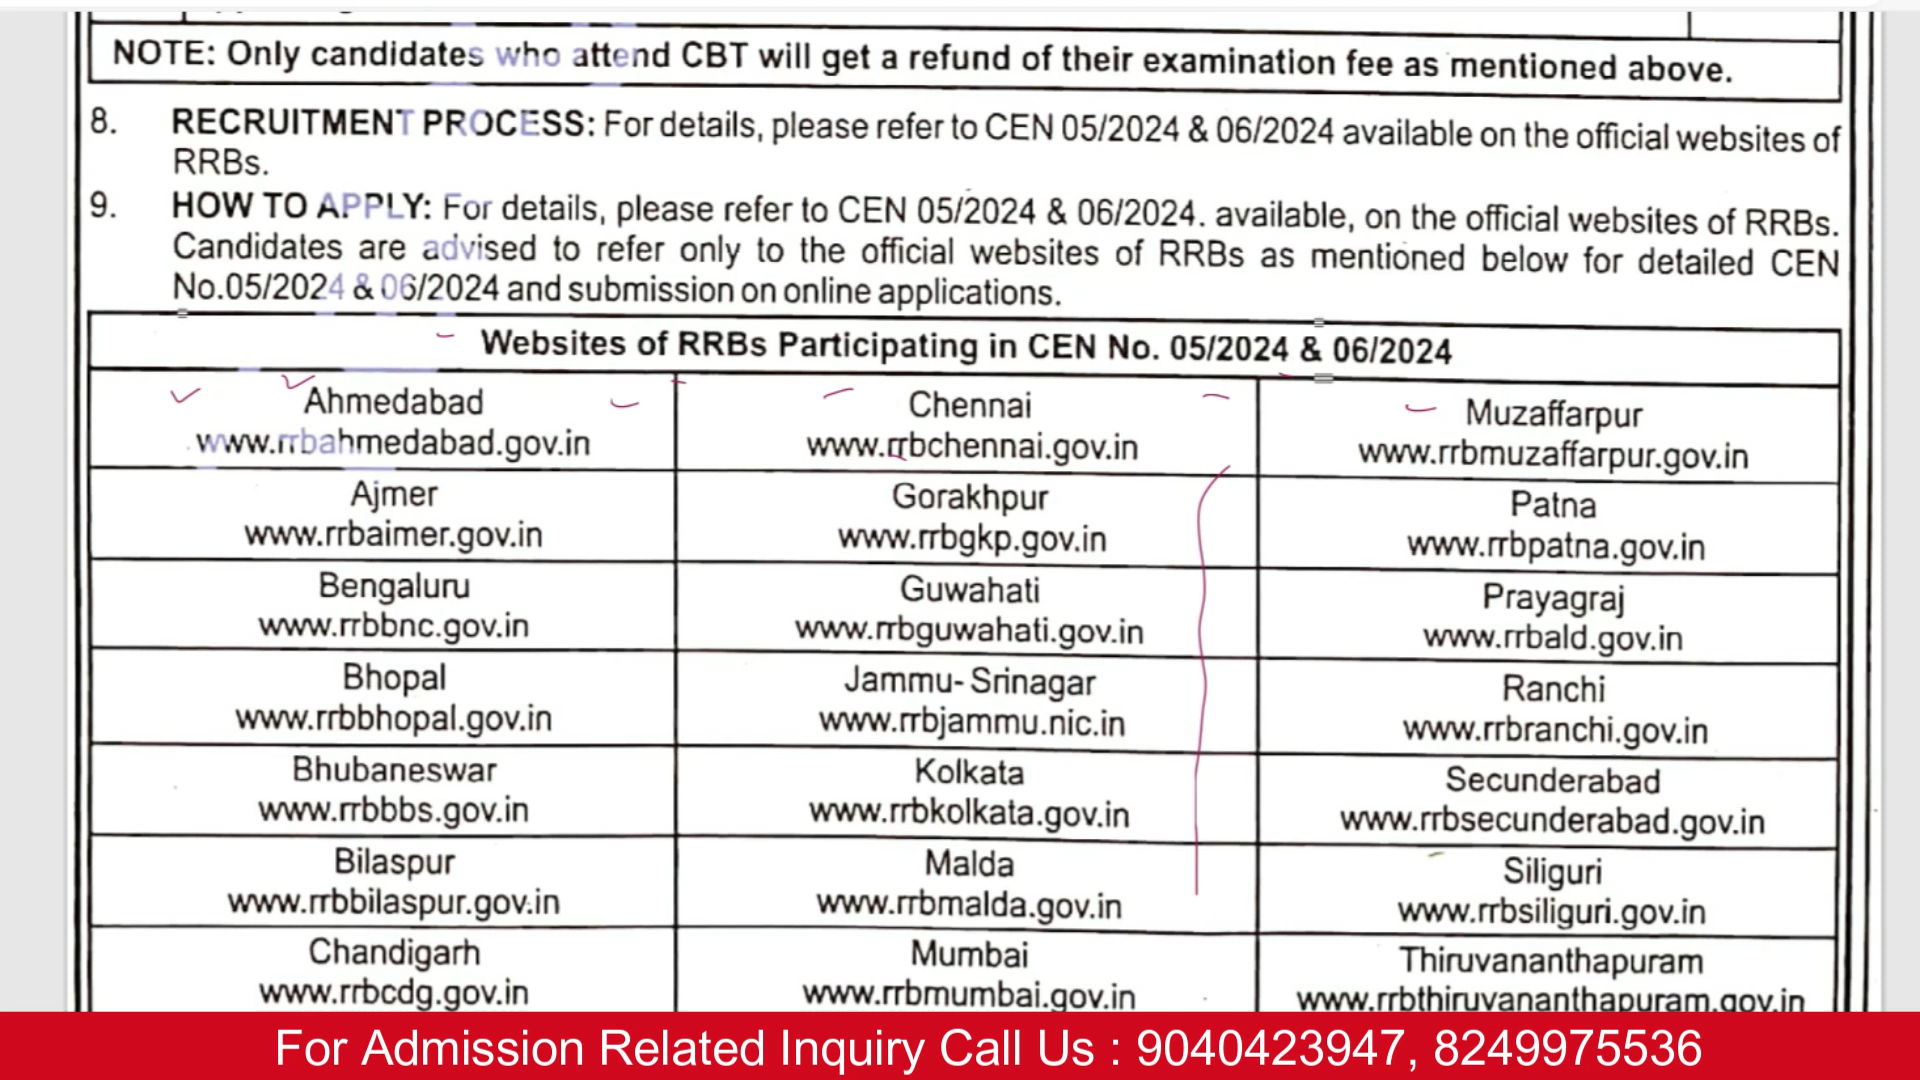 NOTE: Only candidates who attend CBT will get a refund of their examination fee as mentioned above.
8. RECRUITMENT PROCESS: For details, please refer to CEN 05/2024 & 06/2024 available on the official websites of
RRBs.
9. HOW TO APPLY: For details, please refer to CEN 05/2024 & 06/2024. available, on the official websites of RRBs.
Candidates are advised to refer only to the official websites of RRBs as mentioned below for detailed CEN
No.05/2024 & 06/2024 and submission on online applications.
Websites of RRBs Participating in CEN No. 05/2024 & 06/2024
Ahmedabad Chennai Muzaffarpur
www.rrbahmedabad.gov.in www.rrbchennai.gov.in www.rrbmuzaffarpur.gov.in
Ajmer Gorakhpur Patna
www.rrbaimer.gov.in www.rrbgkp.gov.in www.rrbpatna.gov.in
Bengaluru Guwahati Prayagraj
www.rrbbnc.gov.in www.rrbguwahati.gov.in www.rrbald.gov.in
Bhopal Jammu- Srinagar Ranchi
www.rrbbhopal.gov.in www.rrbjammu.nic.in www.rrbranchi.gov.in
Bhubaneswar Kolkata Secunderabad
www.rrbbbs.gov.in www.rrbkolkata.gov.in www.rrbsecunderabad.gov.in
Bilaspur Malda Siliguri
www.rrbbilaspur.gov.in www.rrbmalda.gov.in www.rrbsiliguri.gov.in
Chandigarh Mumbai Thiruvananthapuram
www.rrbcdg.gov.in www.rrbmumbai.gov.in www.rrbthiruvananthapuram.gov.in
For Admission Related Inquiry Call Us : 9040423947, 8249975536